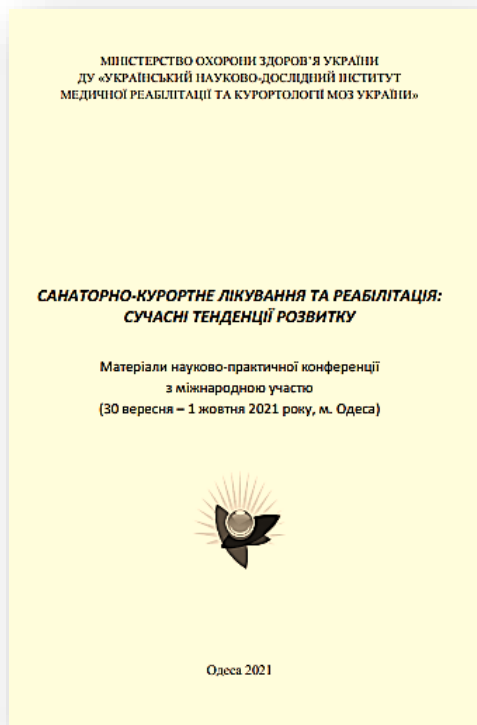 МІНІСТЕРСТВО ОХОРОНИ ЗДОРОВ'Я УКРАЇНИ
ДУ «УКРАЇНСЬКИЙ НАУКОВО-ДОСЛІДНИЙ ІНСТИТУТ
МЕДИЧНОЇ РЕАБІЛІТАЦІЇ ТА КУРОРТОЛОГІЇ МОЗ УКРАЇНИ»
САНАТОРНО-КУРОРТНЕ ЛІКУВАННЯ ТА РЕАБІЛІТАЦІЯ:
СУЧАСНІ ТЕНДЕНЦІЇ РОЗВИТКУ
Матеріали науково-практичної конференції
з міжнародною участю
(30 вересня – 1 жовтня 2021 року, м. Одеса)
Одеса 2021